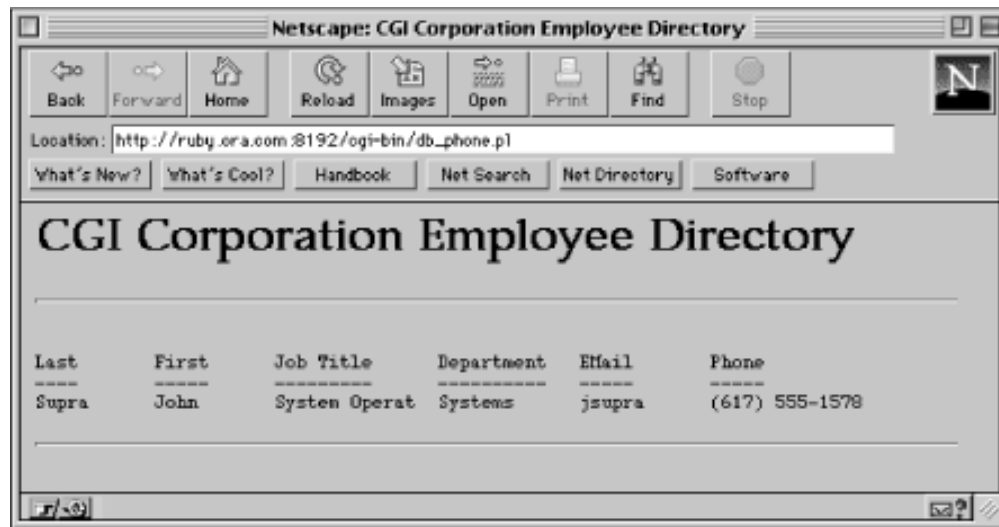 Netscape: CGI Corporation Employee Directory
Back Forward Home Reload Images Open Print Find Stop
N
Location: http://ruby.ora.com:8192/cgi-bin/db_phone.pl
What's New? What's Cool? Handbook Net Search Net Directory Software
CGI Corporation Employee Directory
Last First Job Title Department EMail Phone
---- ----- --------- ---------- ----- -----
Supra John System Operat Systems jsupra (617) 555-1578